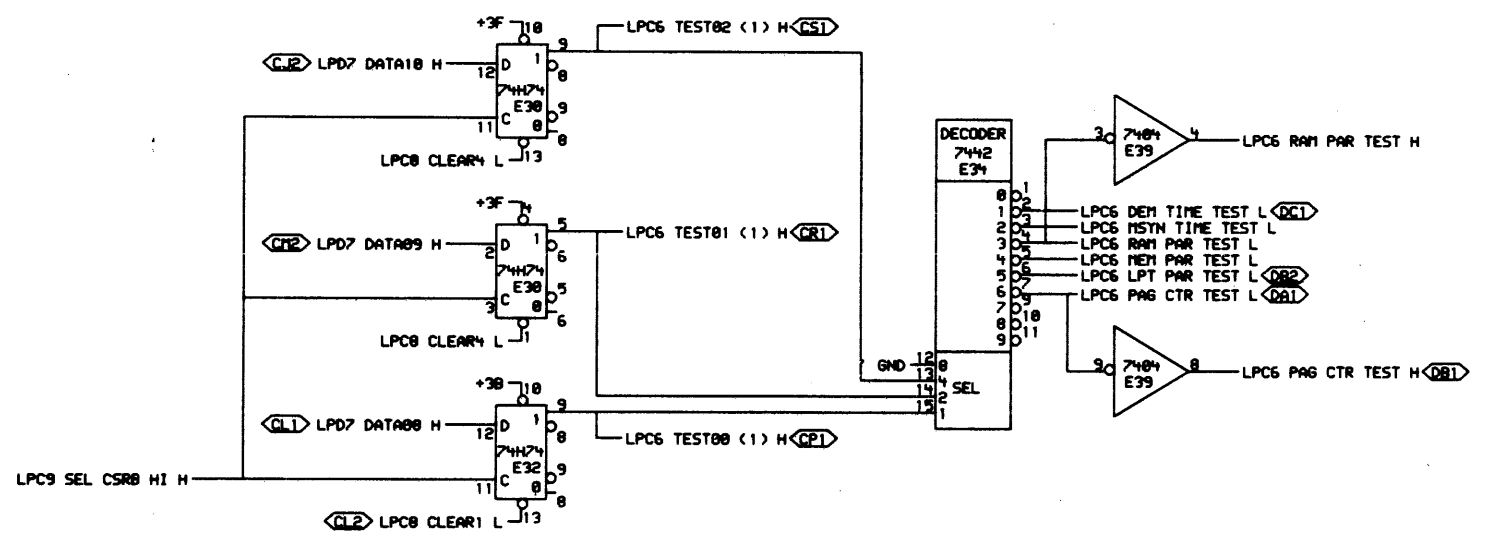 +3F
10
LPC6 TEST02 (1) H CS1
9
CJ2 LPD7 DATA10 H
12
D 1
8
74H74
E30
9
11
C 0
8
LPC8 CLEAR4 L
13
+3F
4
5
LPC6 TEST01 (1) H CR1
CM2 LPD7 DATA09 H
2
D 1
6
74H74
E30
5
3
C 0
6
LPC8 CLEAR4 L
1
+3B
10
9
CL1 LPD7 DATA08 H
12
D 1
8
LPC6 TEST00 (1) H CP1
74H74
E32
9
LPC9 SEL CSRB HI H
11
C 0
8
CL2 LPC8 CLEAR1 L
13
DECODER
7442
E34
0 1
1 2 LPC6 DEM TIME TEST L DC1
2 3 LPC6 MSYN TIME TEST L
3 4 LPC6 RAM PAR TEST L
4 5 LPC6 MEM PAR TEST L
5 6 LPC6 LPT PAR TEST L DB2
6 7 LPC6 PAG CTR TEST L DA1
7 9
8 10
9 11
GND 12 8
13 4
SEL
14 2
15 1
3 7404 4
E39
LPC6 RAM PAR TEST H
9 7404 8
E39
LPC6 PAG CTR TEST H DB1